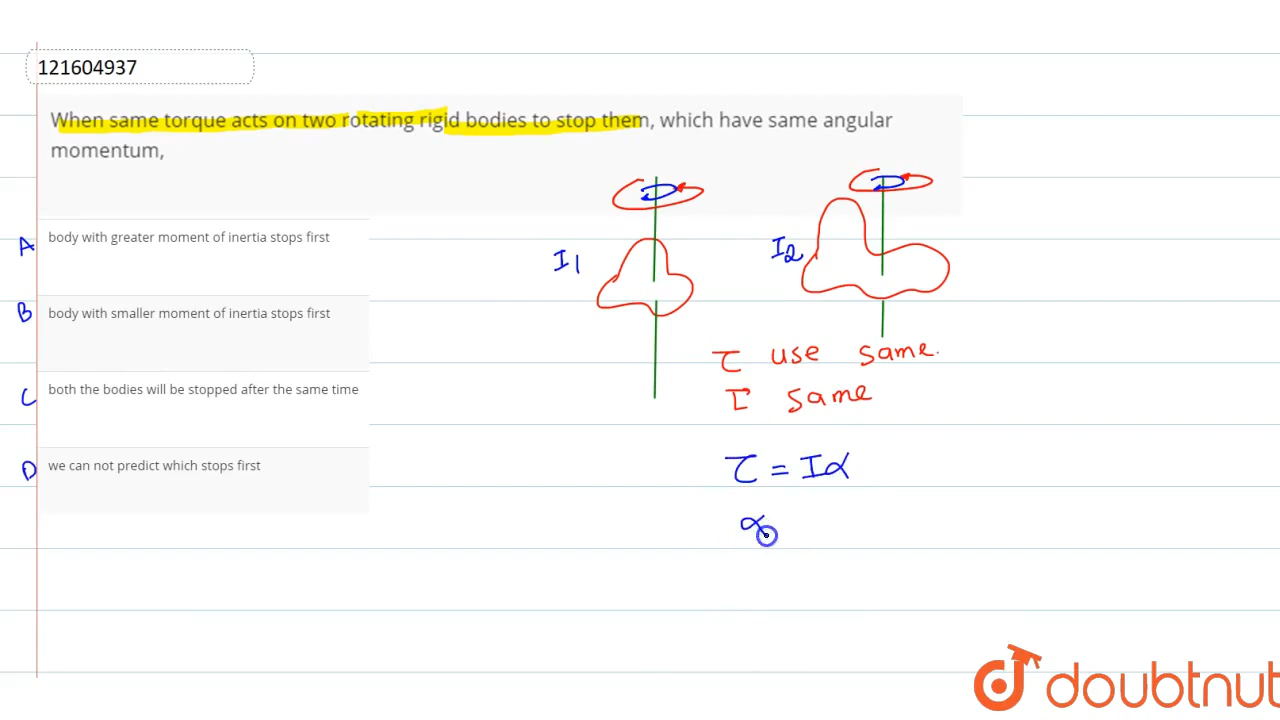 121604937
When same torque acts on two rotating rigid bodies to stop them, which have same angular
momentum,
A body with greater moment of inertia stops first
B body with smaller moment of inertia stops first
C both the bodies will be stopped after the same time
D we can not predict which stops first
I1
I2
τ use same.
I same
τ = Iα
α
doubtnut